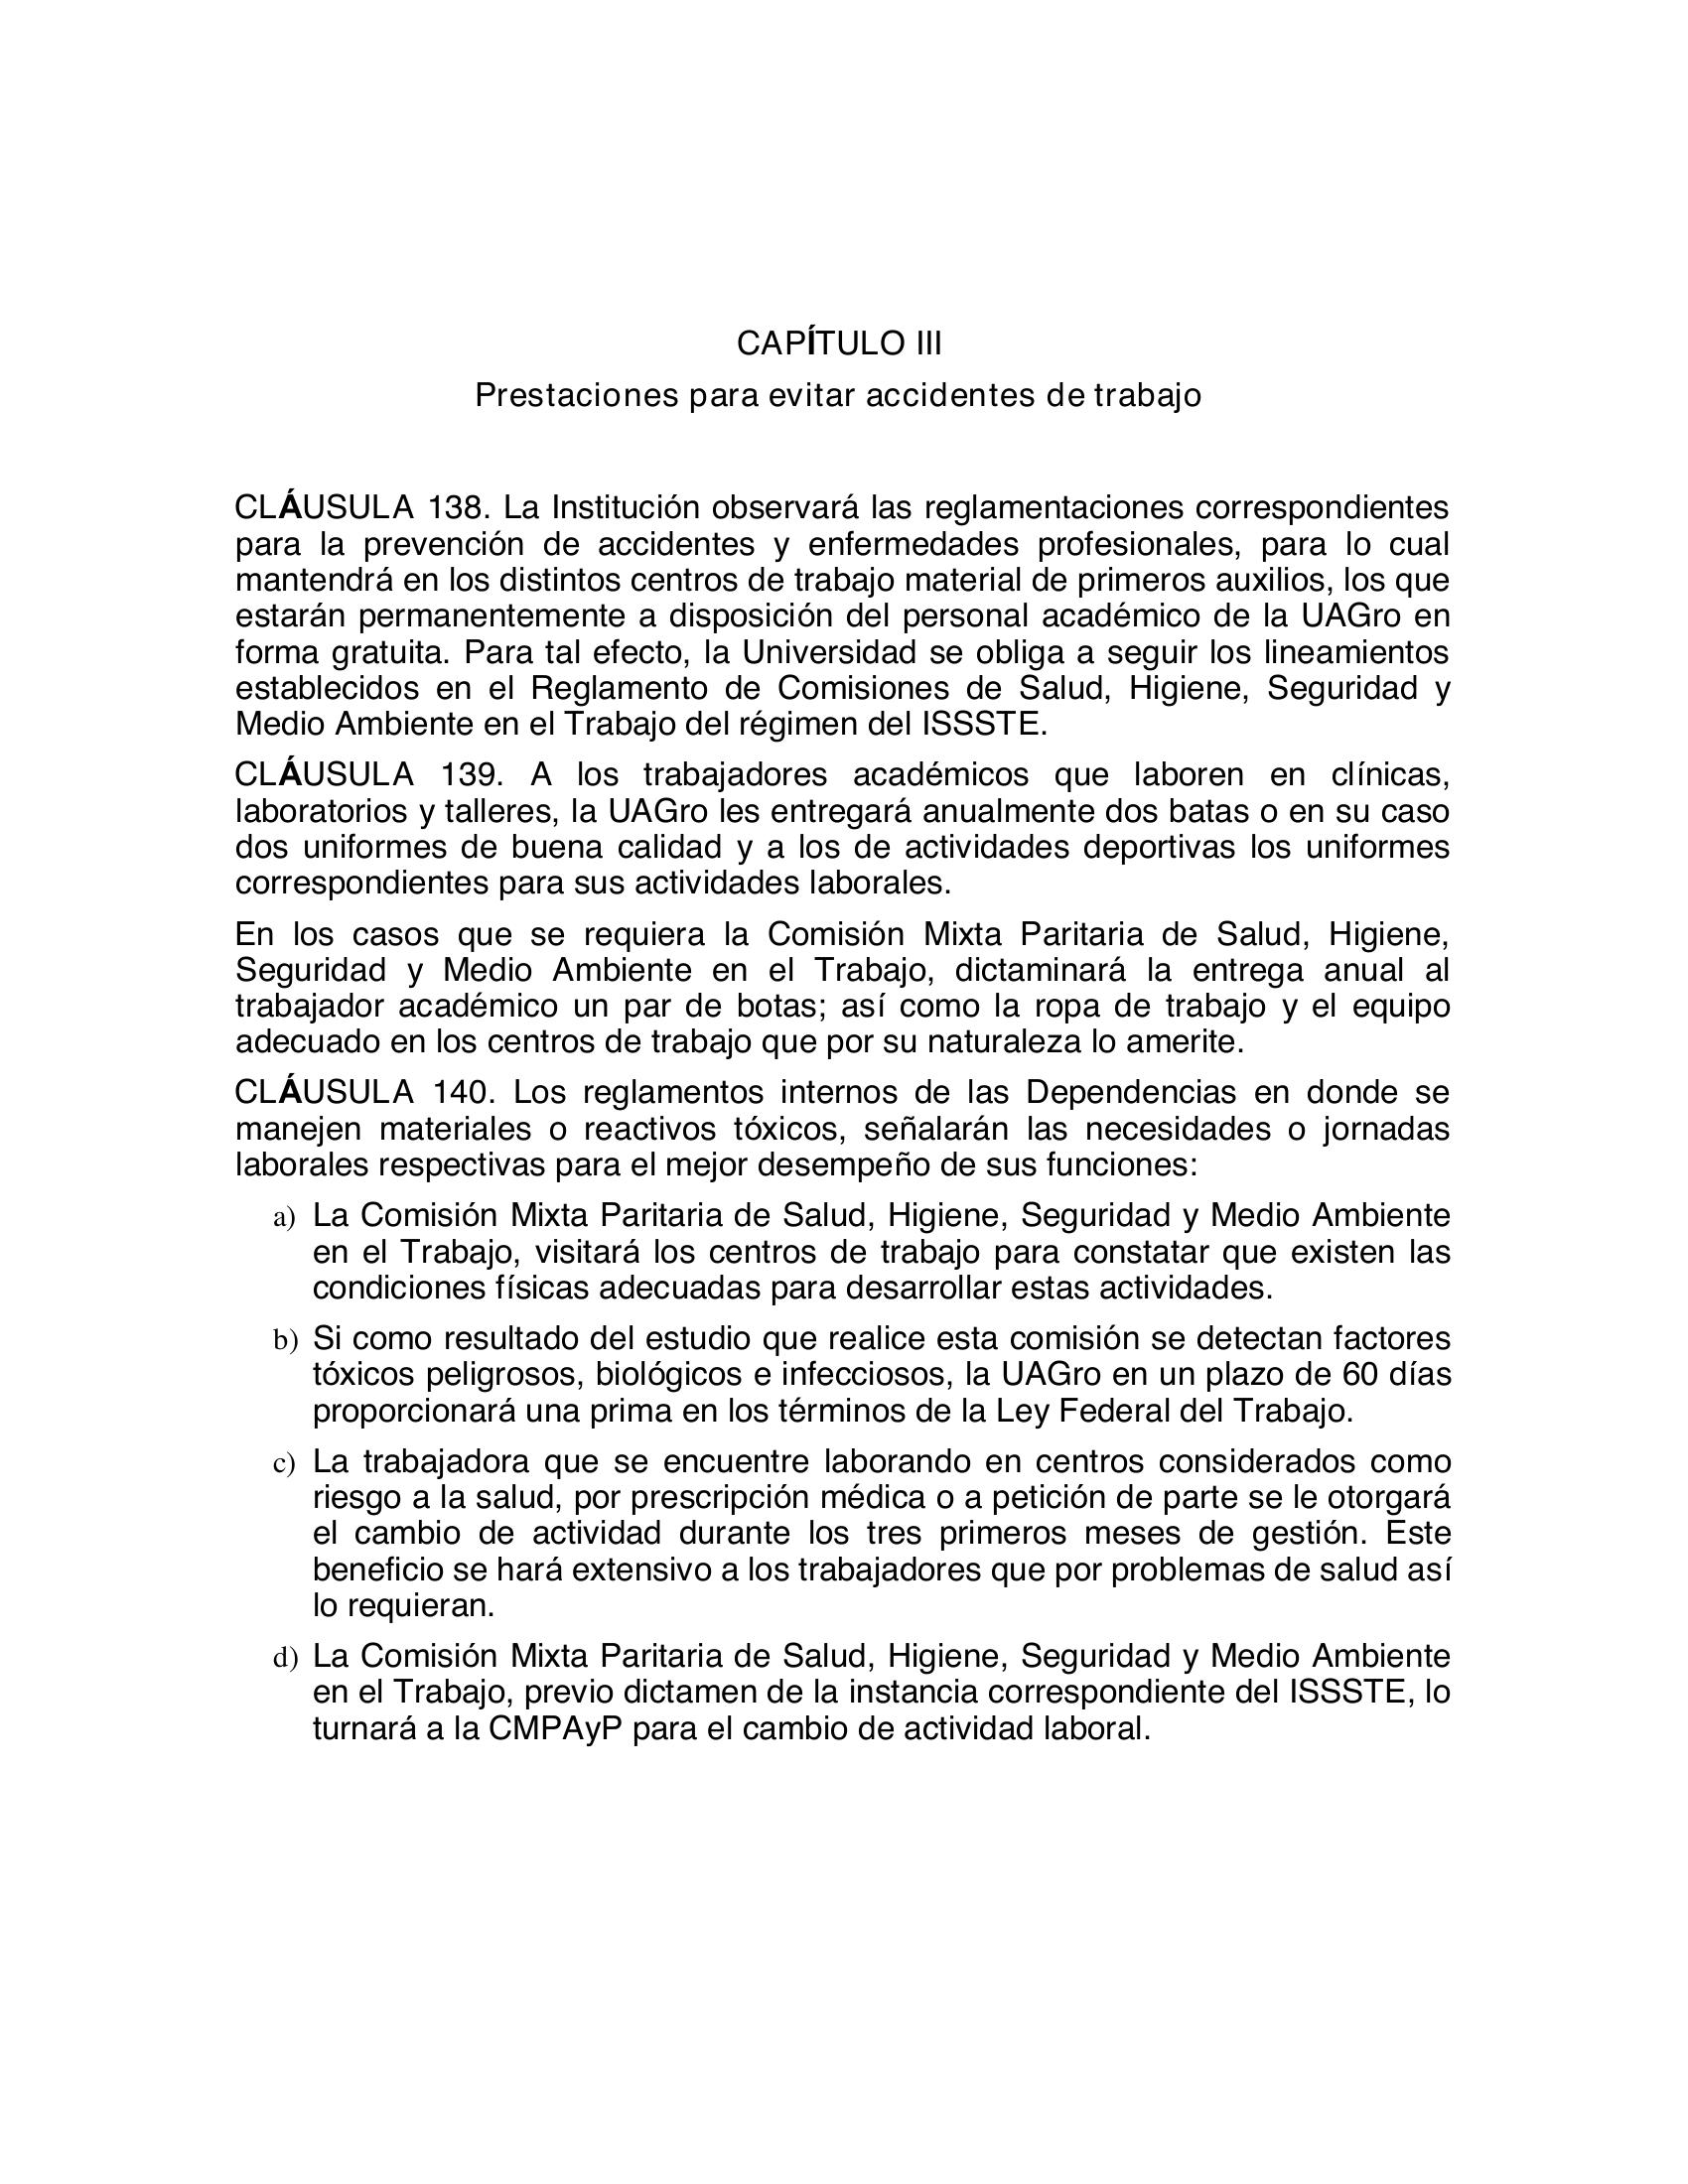 CAPÍTULO III
Prestaciones para evitar accidentes de trabajo
CLÁUSULA 138. La Institución observará las reglamentaciones correspondientes
para la prevención de accidentes y enfermedades profesionales, para lo cual
mantendrá en los distintos centros de trabajo material de primeros auxilios, los que
estarán permanentemente a disposición del personal académico de la UAGro en
forma gratuita. Para tal efecto, la Universidad se obliga a seguir los lineamientos
establecidos en el Reglamento de Comisiones de Salud, Higiene, Seguridad y
Medio Ambiente en el Trabajo del régimen del ISSSTE.
CLÁUSULA 139. A los trabajadores académicos que laboren en clínicas,
laboratorios y talleres, la UAGro les entregará anualmente dos batas o en su caso
dos uniformes de buena calidad y a los de actividades deportivas los uniformes
correspondientes para sus actividades laborales.
En los casos que se requiera la Comisión Mixta Paritaria de Salud, Higiene,
Seguridad y Medio Ambiente en el Trabajo, dictaminará la entrega anual al
trabajador académico un par de botas; así como la ropa de trabajo y el equipo
adecuado en los centros de trabajo que por su naturaleza lo amerite.
CLÁUSULA 140. Los reglamentos internos de las Dependencias en donde se
manejen materiales o reactivos tóxicos, señalarán las necesidades o jornadas
laborales respectivas para el mejor desempeño de sus funciones:
a) La Comisión Mixta Paritaria de Salud, Higiene, Seguridad y Medio Ambiente
en el Trabajo, visitará los centros de trabajo para constatar que existen las
condiciones físicas adecuadas para desarrollar estas actividades.
b) Si como resultado del estudio que realice esta comisión se detectan factores
tóxicos peligrosos, biológicos e infecciosos, la UAGro en un plazo de 60 días
proporcionará una prima en los términos de la Ley Federal del Trabajo.
c) La trabajadora que se encuentre laborando en centros considerados como
riesgo a la salud, por prescripción médica o a petición de parte se le otorgará
el cambio de actividad durante los tres primeros meses de gestión. Este
beneficio se hará extensivo a los trabajadores que por problemas de salud así
lo requieran.
d) La Comisión Mixta Paritaria de Salud, Higiene, Seguridad y Medio Ambiente
en el Trabajo, previo dictamen de la instancia correspondiente del ISSSTE, lo
turnará a la CMPAyP para el cambio de actividad laboral.